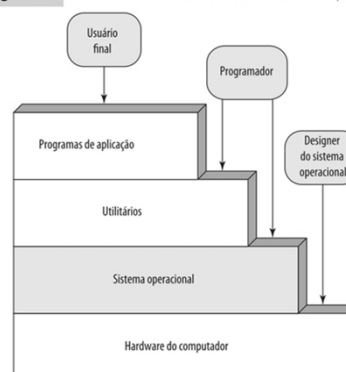 Usuário
final
Programador
Designer
do sistema
operacional
Programas de aplicação
Utilitários
Sistema operacional
Hardware do computador